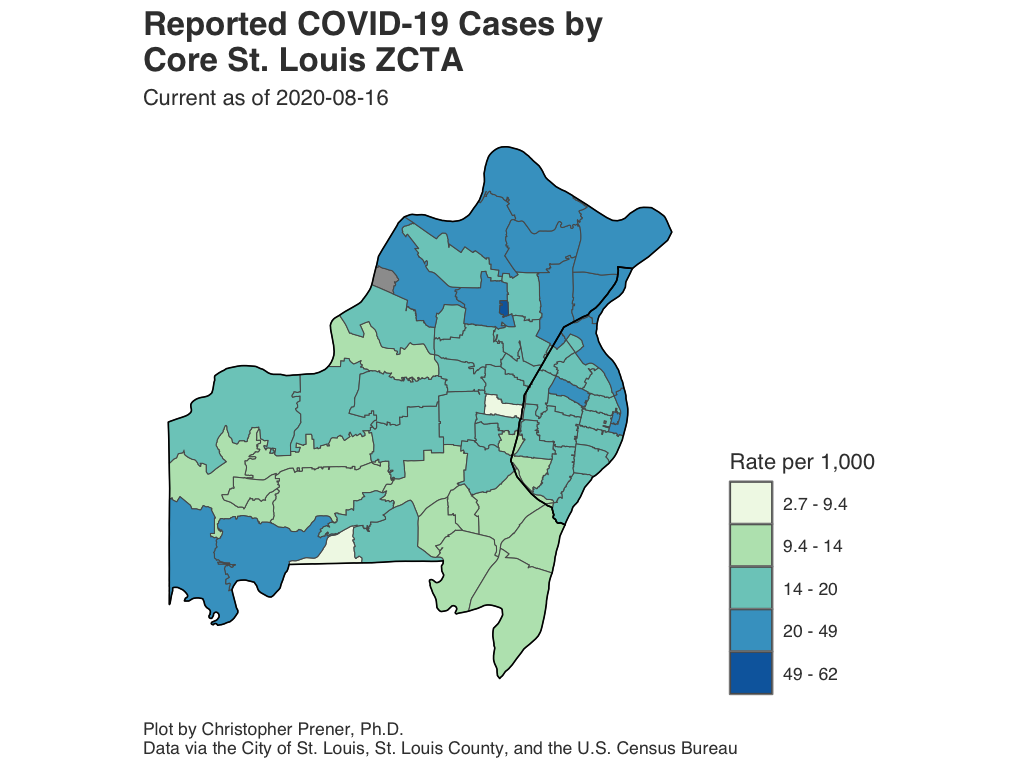 Reported COVID-19 Cases by
Core St. Louis ZCTA
Current as of 2020-08-16
Rate per 1,000
2.7 - 9.4
9.4 - 14
14 - 20
20 - 49
49 - 62
Plot by Christopher Prener, Ph.D.
Data via the City of St. Louis, St. Louis County, and the U.S. Census Bureau